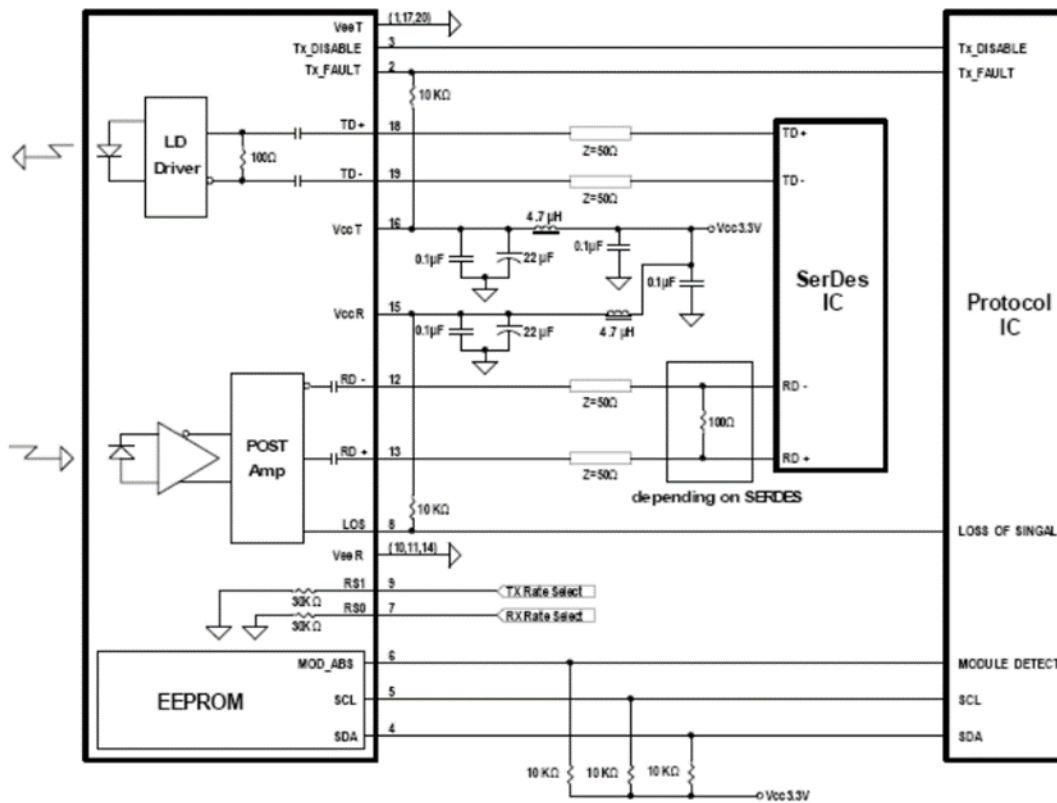 VeeT (1,17,20)
Tx_DISABLE 3 Tx_DISABLE
Tx_FAULT 2 Tx_FAULT
10 KΩ
LD
Driver
100Ω
TD+ 18 Z=50Ω TD+
TD- 19 Z=50Ω TD-
VccT 16 4.7 µH Vcc3.3V
0.1µF 22 µF 0.1µF 0.1µF
SerDes
IC
Protocol
IC
VccR 15
0.1µF 22 µF 4.7 µH
RD - 12 Z=50Ω RD -
POST
Amp
100Ω
RD + 13 Z=50Ω RD +
depending on SERDES
10 KΩ
LOS 8 LOSS OF SINGAL
VeeR (10,11,14)
RS1 9 TX Rate Select
30KΩ
RS0 7 RX Rate Select
30KΩ
MOD_ABS 6 MODULE DETECT
EEPROM
SCL 5 SCL
SDA 4 SDA
10 KΩ 10 KΩ 10 KΩ
Vcc3.3V